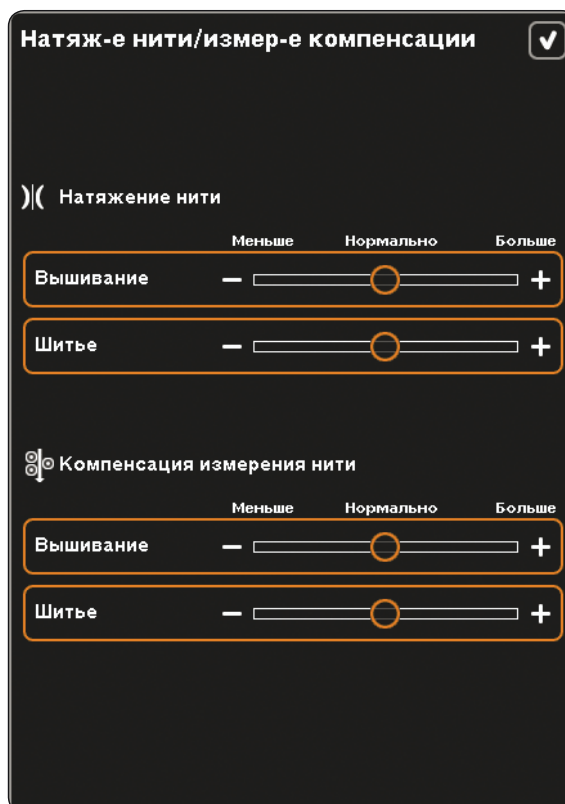 Натяж-е нити/измер-е компенсации
Натяжение нити
Меньше Нормально Больше
Вышивание
Шитье
Компенсация измерения нити
Меньше Нормально Больше
Вышивание
Шитье